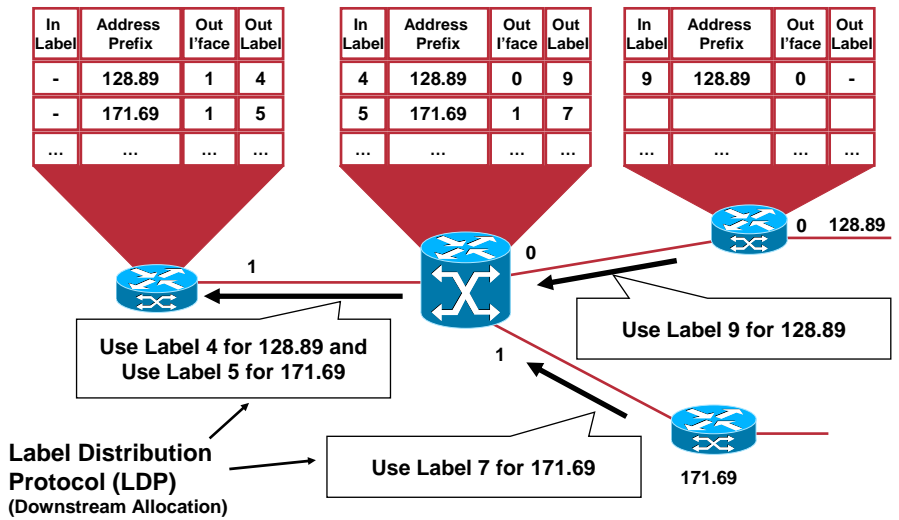 In Label Address Prefix Out I'face Out Label
- 128.89 1 4
- 171.69 1 5
... ... ... ...
In Label Address Prefix Out I'face Out Label
4 128.89 0 9
5 171.69 1 7
... ... ... ...
In Label Address Prefix Out I'face Out Label
9 128.89 0 -
... ... ... ...
0 128.89
0
1
Use Label 9 for 128.89
Use Label 4 for 128.89 and
Use Label 5 for 171.69
1
Label Distribution
Protocol (LDP)
(Downstream Allocation)
Use Label 7 for 171.69
171.69